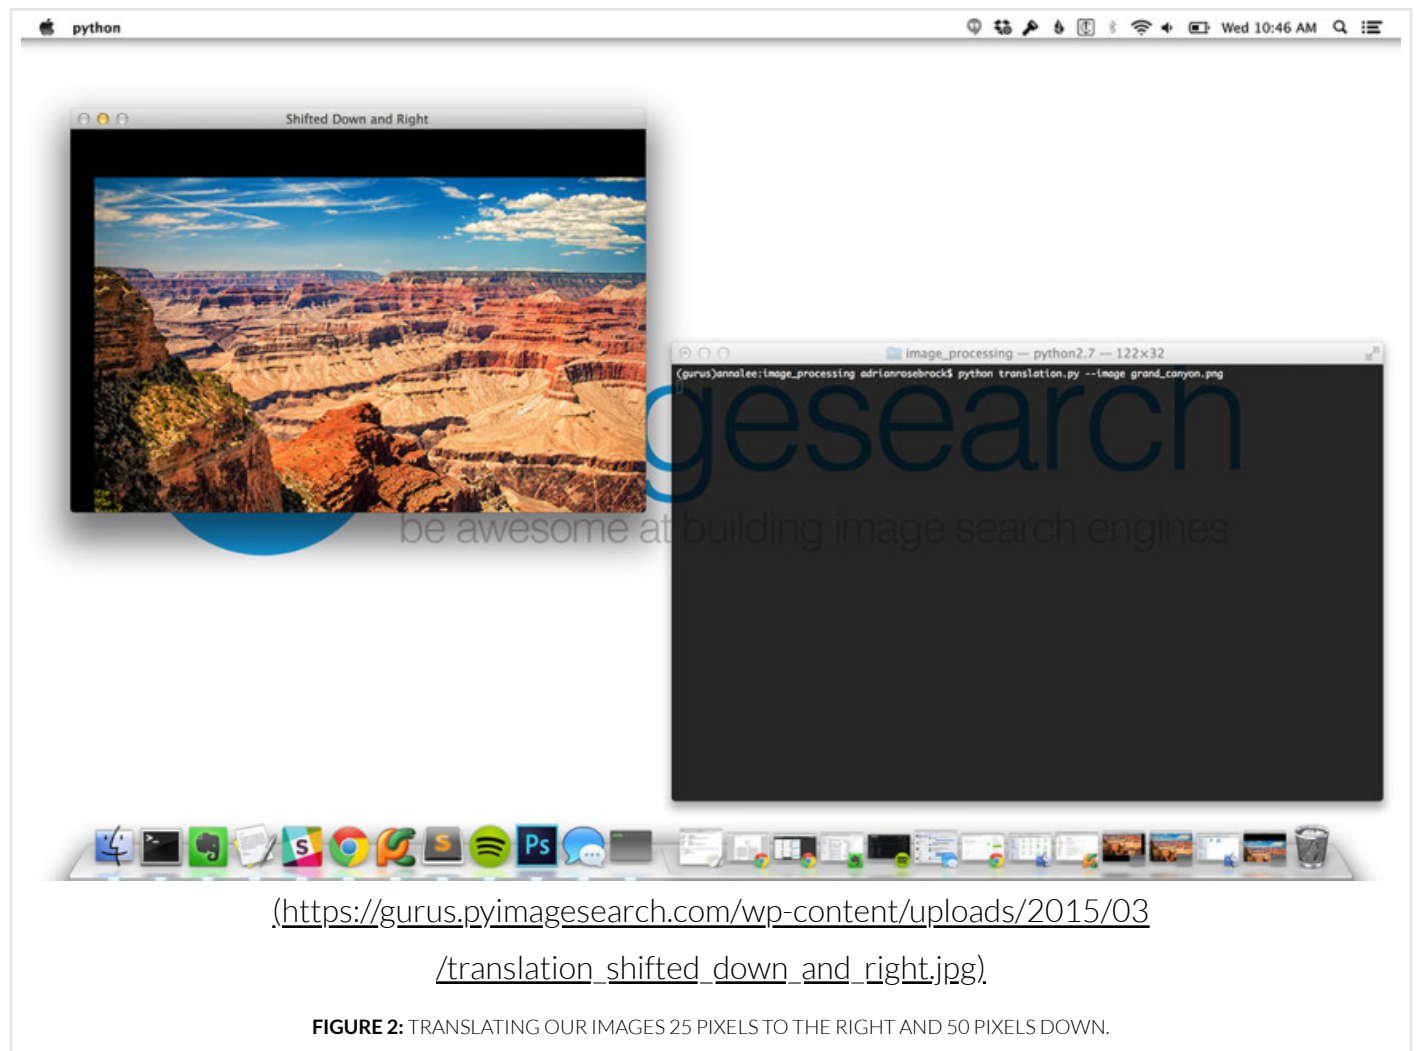 python
Wed 10:46 AM
Shifted Down and Right
image_processing — python2.7 — 122×32
(gurus)annalee:image_processing adrianrosebrock$ python translation.py --image grand_canyon.png
gesearch
be awesome at building image search engines
S
S
Ps
(https://gurus.pyimagesearch.com/wp-content/uploads/2015/03
/translation_shifted_down_and_right.jpg)
FIGURE 2: TRANSLATING OUR IMAGES 25 PIXELS TO THE RIGHT AND 50 PIXELS DOWN.